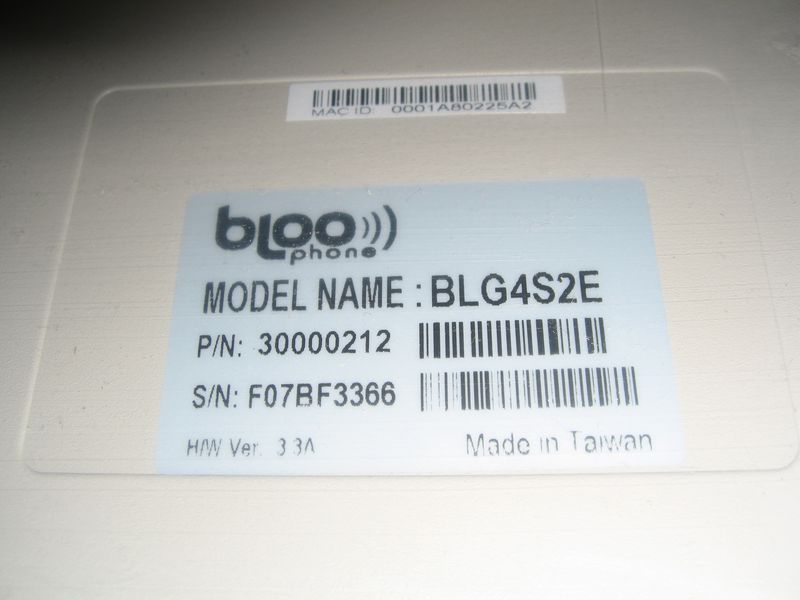 MAC ID: 0001A80225A2
bloo
phone
MODEL NAME : BLG4S2E
P/N: 30000212
S/N: F07BF3366
H/W Ver. 3.3A
Made in Taiwan